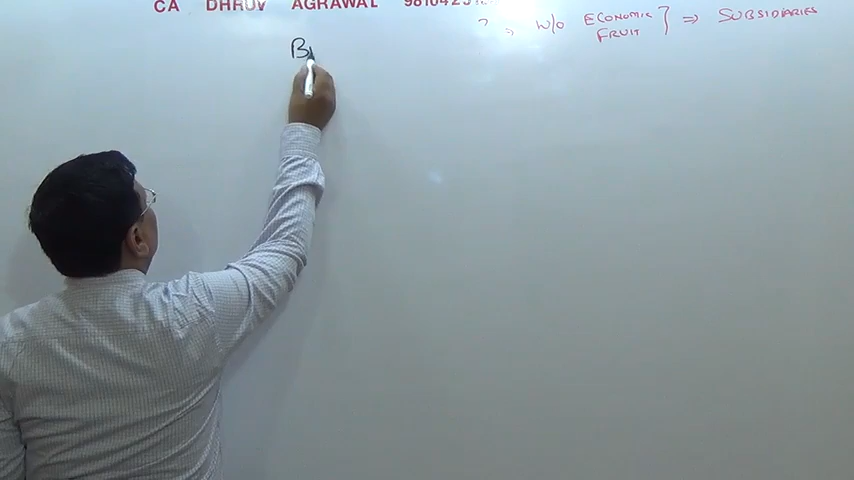 CA DHRUV AGRAWAL
? → W/O ECONOMIC FRUIT } ⇒ SUBSIDIARIES
B